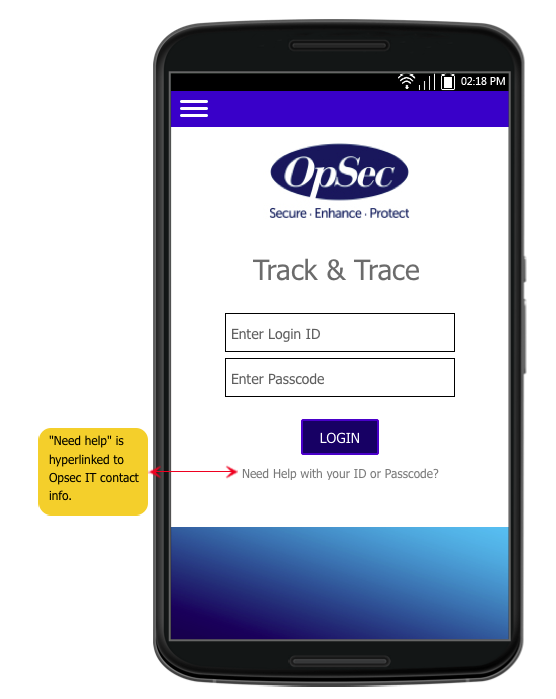 02:18 PM
OpSec
Secure · Enhance · Protect
Track & Trace
Enter Login ID
Enter Passcode
LOGIN
Need Help with your ID or Passcode?
"Need help" is
hyperlinked to
Opsec IT contact
info.